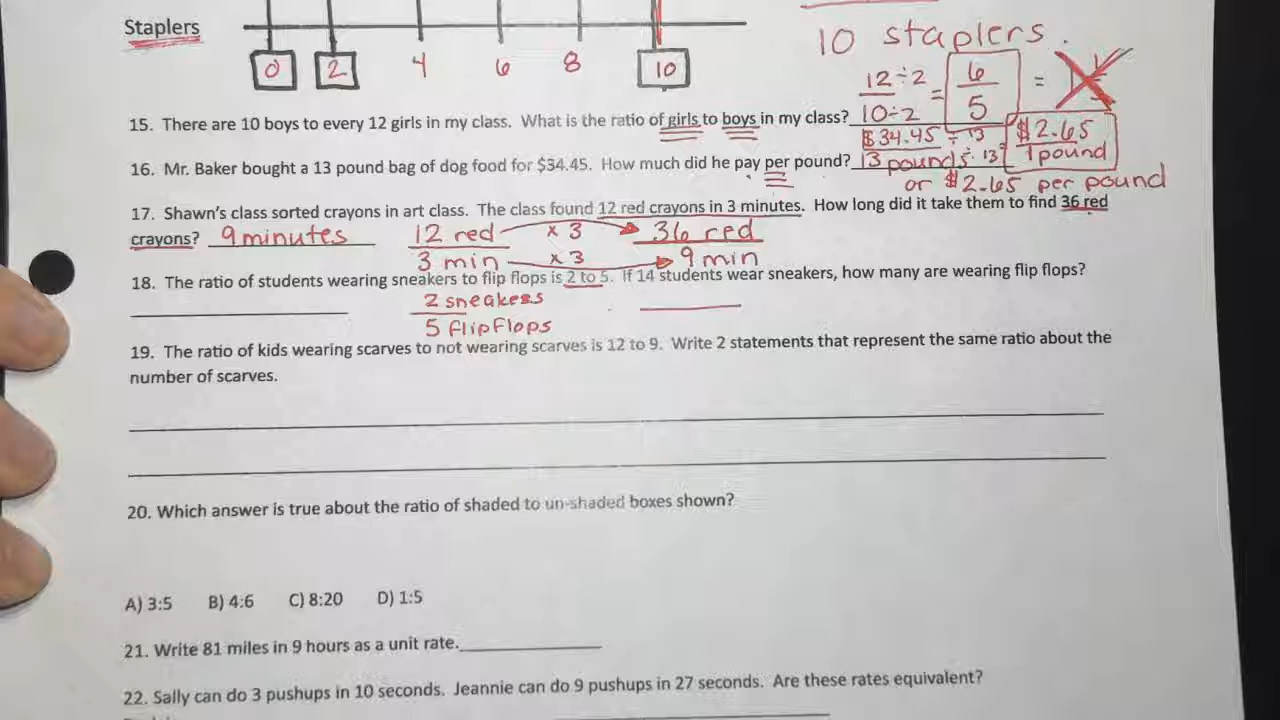 Staplers
0 2 4 6 8 10
10 staplers.
12 ÷2 = 6 =
10 ÷2 5
15. There are 10 boys to every 12 girls in my class. What is the ratio of girls to boys in my class?
$34.45 ÷ 13 $2.65
16. Mr. Baker bought a 13 pound bag of dog food for $34.45. How much did he pay per pound? 13 pounds ÷ 13 1 pound
or $2.65 per pound
17. Shawn's class sorted crayons in art class. The class found 12 red crayons in 3 minutes. How long did it take them to find 36 red
crayons? 9 minutes 12 red x 3 36 red
3 min x 3 9 min
18. The ratio of students wearing sneakers to flip flops is 2 to 5. If 14 students wear sneakers, how many are wearing flip flops?
2 sneakers
5 flipflops
19. The ratio of kids wearing scarves to not wearing scarves is 12 to 9. Write 2 statements that represent the same ratio about the
number of scarves.
20. Which answer is true about the ratio of shaded to un-shaded boxes shown?
A) 3:5 B) 4:6 C) 8:20 D) 1:5
21. Write 81 miles in 9 hours as a unit rate.
22. Sally can do 3 pushups in 10 seconds. Jeannie can do 9 pushups in 27 seconds. Are these rates equivalent?